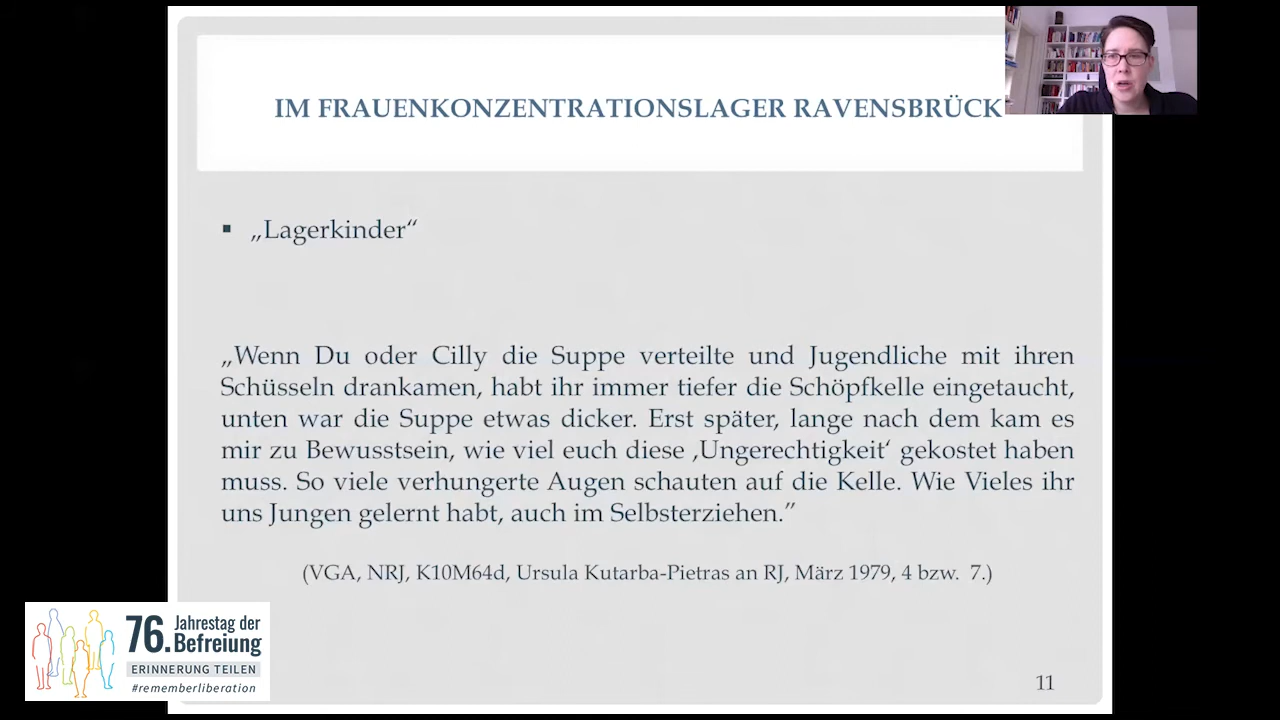 IM FRAUENKONZENTRATIONSLAGER RAVENSBRÜCK
▪ „Lagerkinder“
„Wenn Du oder Cilly die Suppe verteilte und Jugendliche mit ihren
Schüsseln drankamen, habt ihr immer tiefer die Schöpfkelle eingetaucht,
unten war die Suppe etwas dicker. Erst später, lange nach dem kam es
mir zu Bewusstsein, wie viel euch diese ‚Ungerechtigkeit‘ gekostet haben
muss. So viele verhungerte Augen schauten auf die Kelle. Wie Vieles ihr
uns Jungen gelernt habt, auch im Selbsterziehen.”
(VGA, NRJ, K10M64d, Ursula Kutarba-Pietras an RJ, März 1979, 4 bzw. 7.)
76. Jahrestag der
Befreiung
ERINNERUNG TEILEN
#rememberliberation
11